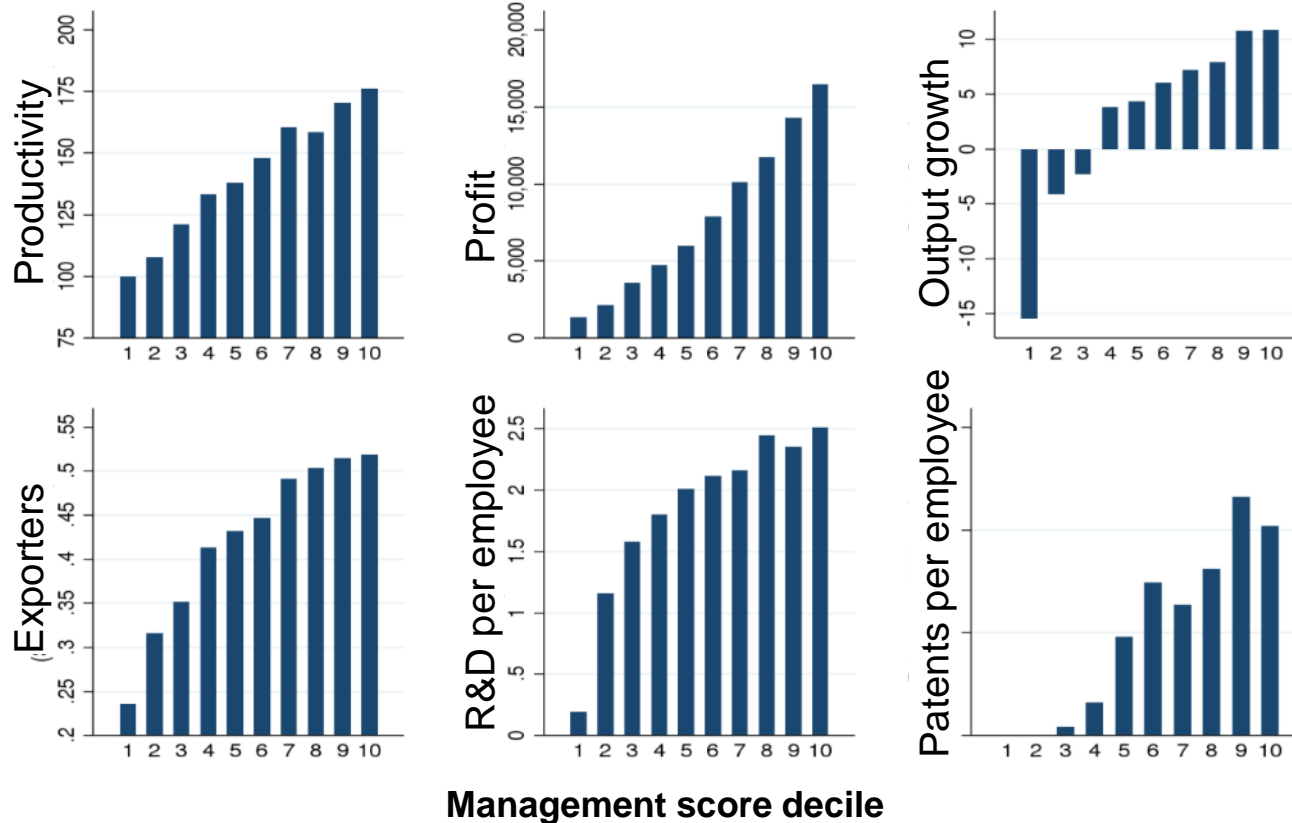 Productivity
200
175
150
125
100
75
1 2 3 4 5 6 7 8 9 10
Profit
20,000
15,000
10,000
5,000
0
1 2 3 4 5 6 7 8 9 10
Output growth
10
5
0
-5
-10
-15
1 2 3 4 5 6 7 8 9 10
Exporters
.55
.5
.45
.4
.35
.3
.25
.2
1 2 3 4 5 6 7 8 9 10
R&D per employee
2.5
2
1.5
1
.5
0
1 2 3 4 5 6 7 8 9 10
Patents per employee
1 2 3 4 5 6 7 8 9 10
Management score decile